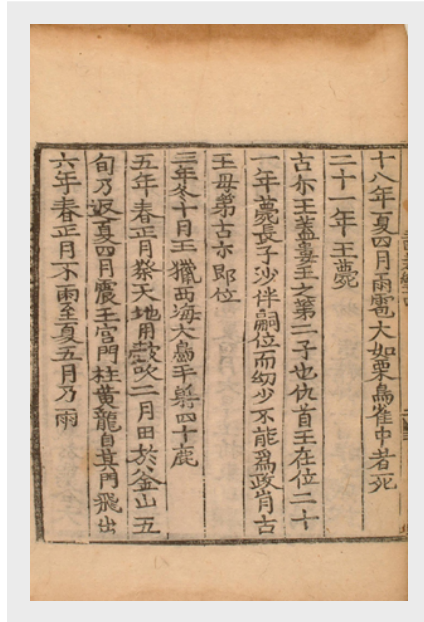 十八年夏四月雨雹大如栗鳥雀中者死
二十一年王薨
古尒王蓋婁王之第二子也仇首王在位二十
一年薨長子沙伴嗣位而幼少不能爲政肖古
王母弟古尒即位
三年冬十月王獵西海大島手䠶四十鹿
五年春正月祭天地用皷吹二月田於釜山五
旬乃返夏四月震王宫門柱黄龍自其門飛出
六年春正月不雨至夏五月乃雨